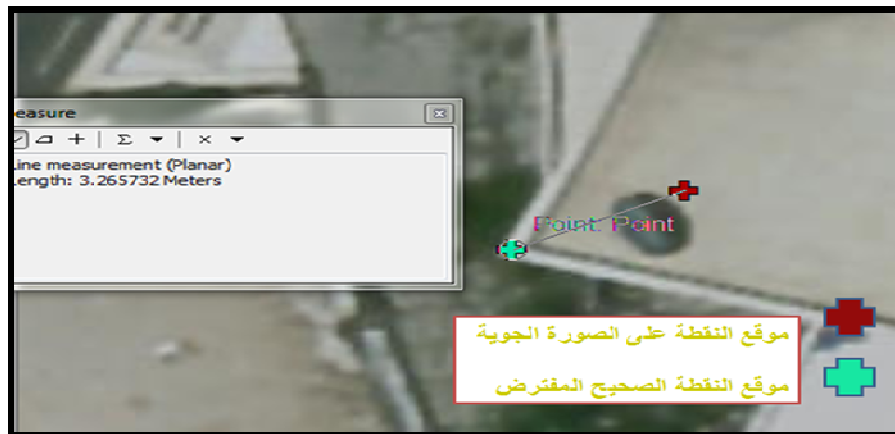 easure
Line measurement (Planar)
Length: 3.265732 Meters
Point: Point
موقع النقطة على الصورة الجوية
موقع النقطة الصحيح المفترض